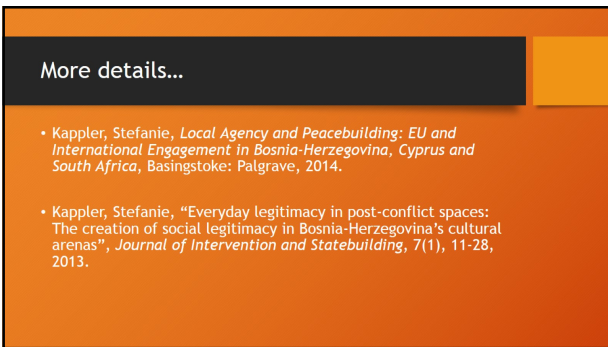 More details…
• Kappler, Stefanie, Local Agency and Peacebuilding: EU and
International Engagement in Bosnia-Herzegovina, Cyprus and
South Africa, Basingstoke: Palgrave, 2014.
• Kappler, Stefanie, “Everyday legitimacy in post-conflict spaces:
The creation of social legitimacy in Bosnia-Herzegovina’s cultural
arenas”, Journal of Intervention and Statebuilding, 7(1), 11-28,
2013.